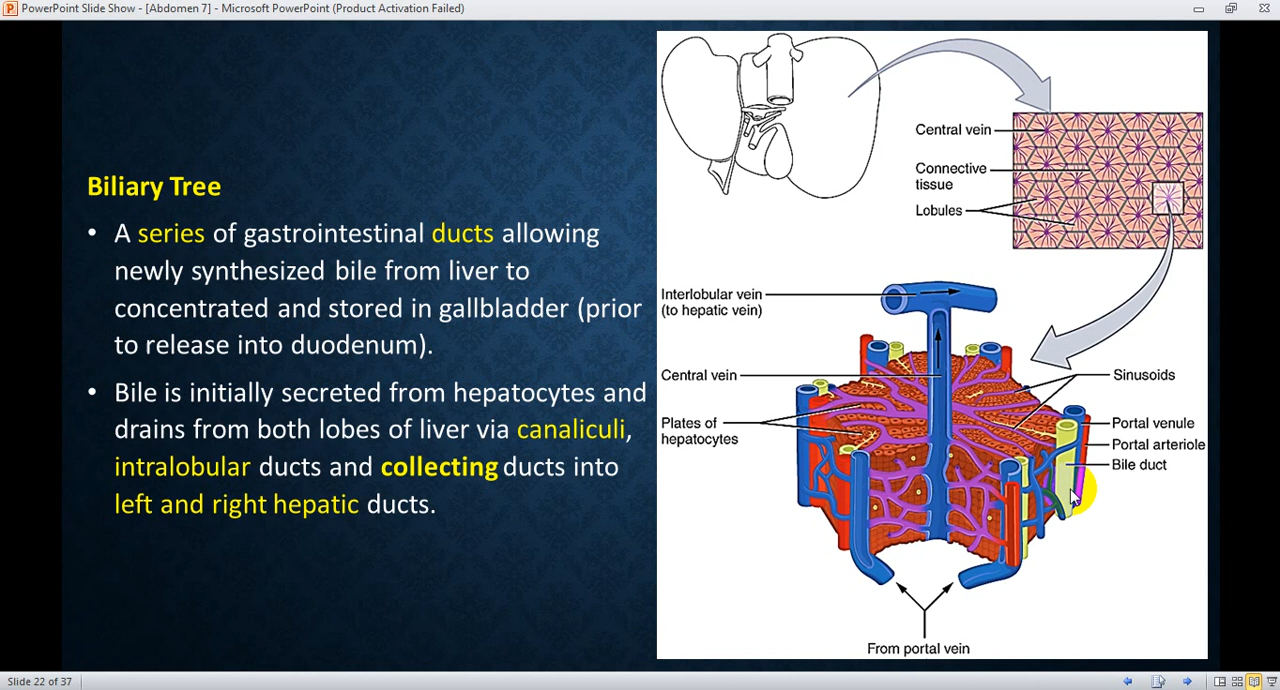 PowerPoint Slide Show - [Abdomen 7] - Microsoft PowerPoint (Product Activation Failed)
Biliary Tree
• A series of gastrointestinal ducts allowing
newly synthesized bile from liver to
concentrated and stored in gallbladder (prior
to release into duodenum).
• Bile is initially secreted from hepatocytes and
drains from both lobes of liver via canaliculi,
intralobular ducts and collecting ducts into
left and right hepatic ducts.
Central vein
Connective
tissue
Lobules
Interlobular vein
(to hepatic vein)
Central vein
Plates of
hepatocytes
Sinusoids
Portal venule
Portal arteriole
Bile duct
From portal vein
Slide 22 of 37